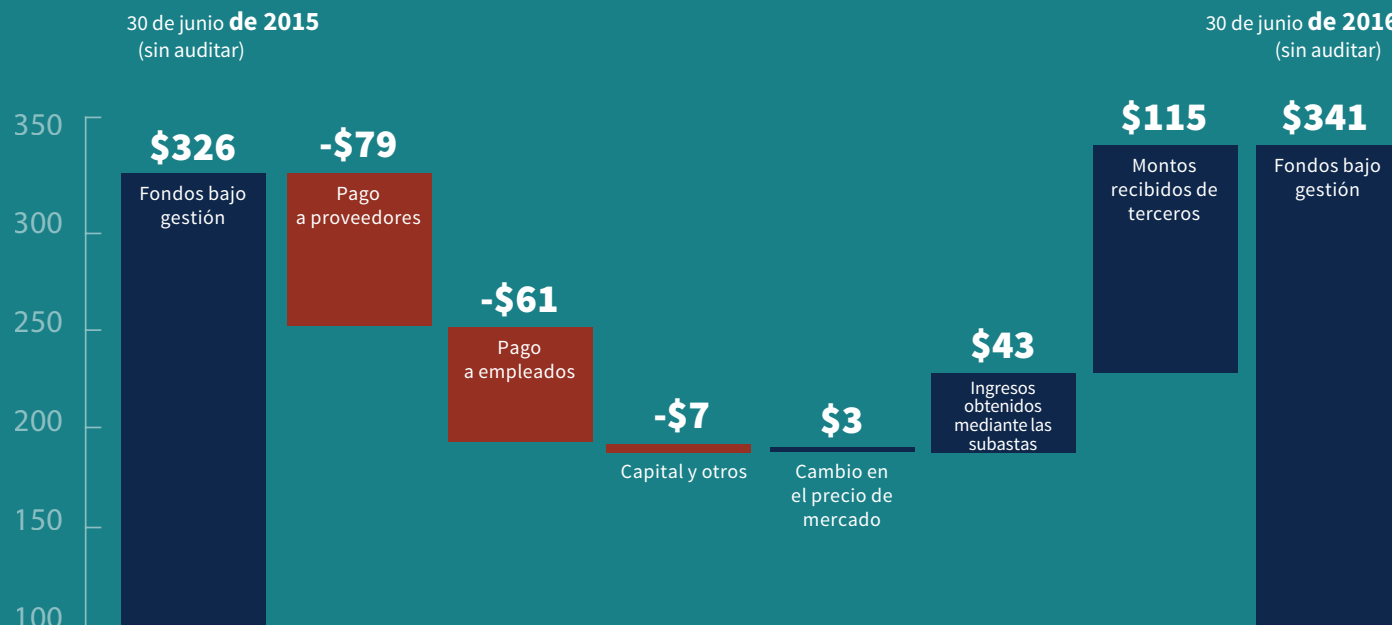 30 de junio de 2015
(sin auditar)
30 de junio de 2016
(sin auditar)
350
300
250
200
150
100
$326
Fondos bajo
gestión
-$79
Pago
a proveedores
-$61
Pago
a empleados
-$7
Capital y otros
$3
Cambio en
el precio de
mercado
$43
Ingresos
obtenidos
mediante las
subastas
$115
Montos
recibidos de
terceros
$341
Fondos bajo
gestión